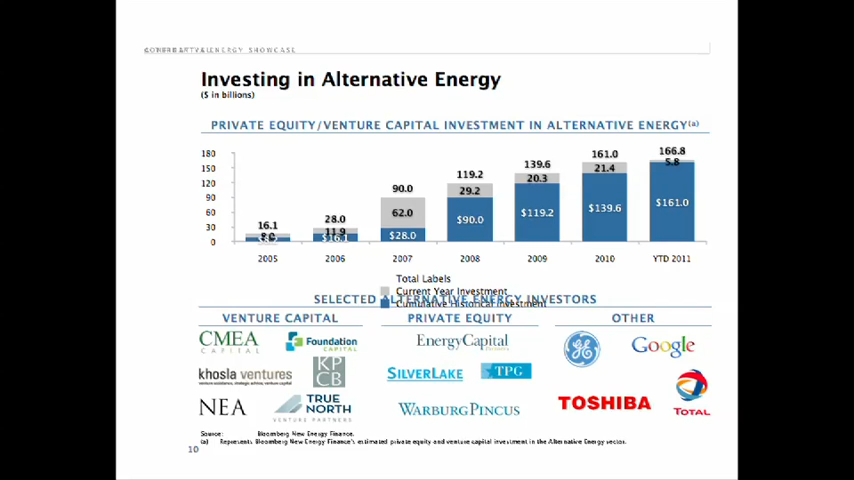 ENERGY SHOWCASE
Investing in Alternative Energy
($ in billions)
PRIVATE EQUITY/VENTURE CAPITAL INVESTMENT IN ALTERNATIVE ENERGY(a)
180
150
120
90
60
30
0
16.1
28.0
11.9
$16.1
90.0
62.0
$28.0
119.2
29.2
$90.0
139.6
20.3
$119.2
161.0
21.4
$139.6
166.8
5.8
$161.0
2005 2006 2007 2008 2009 2010 YTD 2011
Total Labels
Current Year Investment
Cumulative Historical Investment
SELECTED ALTERNATIVE ENERGY INVESTORS
VENTURE CAPITAL
CMEA
CAPITAL
Foundation
CAPITAL
khosla ventures
KP
CB
NEA
TRUE
NORTH
VENTURE PARTNERS
PRIVATE EQUITY
EnergyCapital
SILVERLAKE
TPG
WARBURG PINCUS
OTHER
GE
Google
TOSHIBA
TOTAL
Source: Bloomberg New Energy Finance.
(a) Represents Bloomberg New Energy Finance's estimated private equity and venture capital investment in the Alternative Energy sector.
10